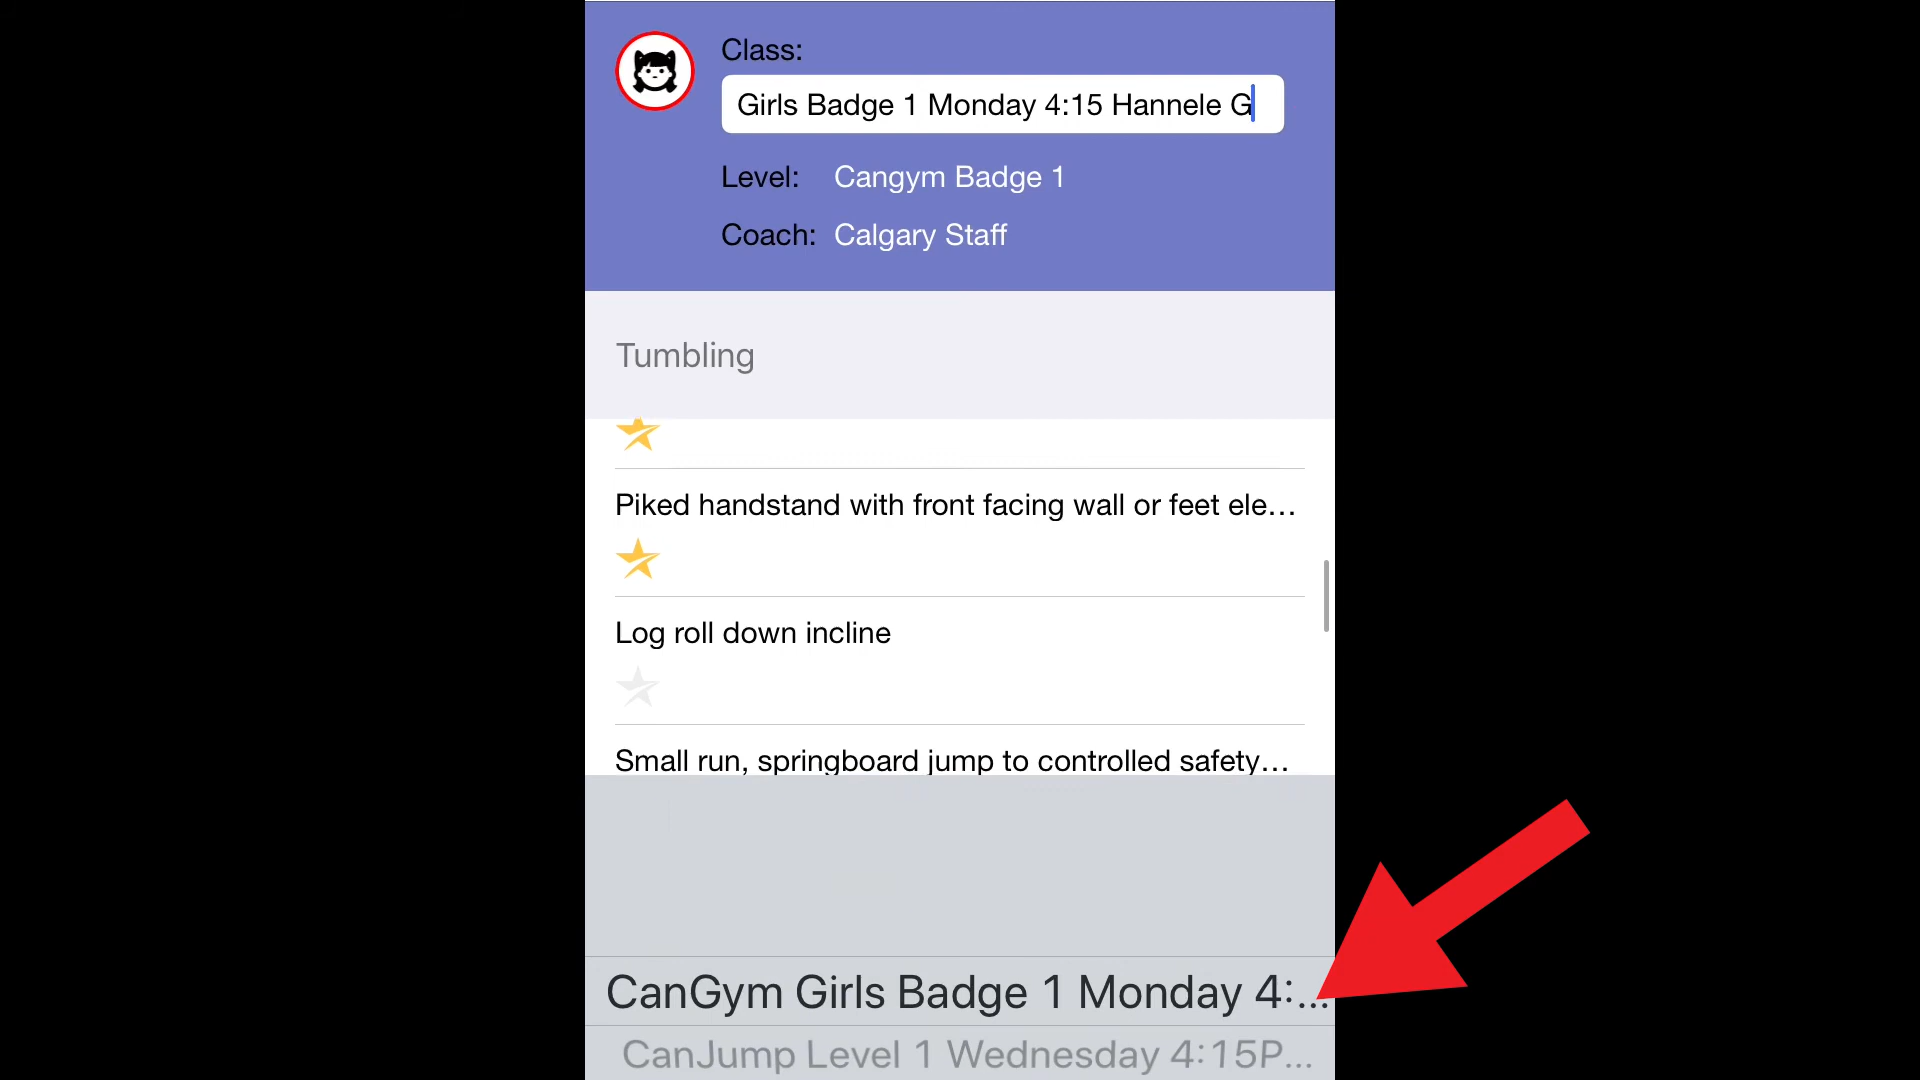 Class:
Girls Badge 1 Monday 4:15 Hannele G
Level: Cangym Badge 1
Coach: Calgary Staff
Tumbling
Piked handstand with front facing wall or feet ele...
Log roll down incline
Small run, springboard jump to controlled safety...
CanGym Girls Badge 1 Monday 4:...
CanJump Level 1 Wednesday 4:15P...